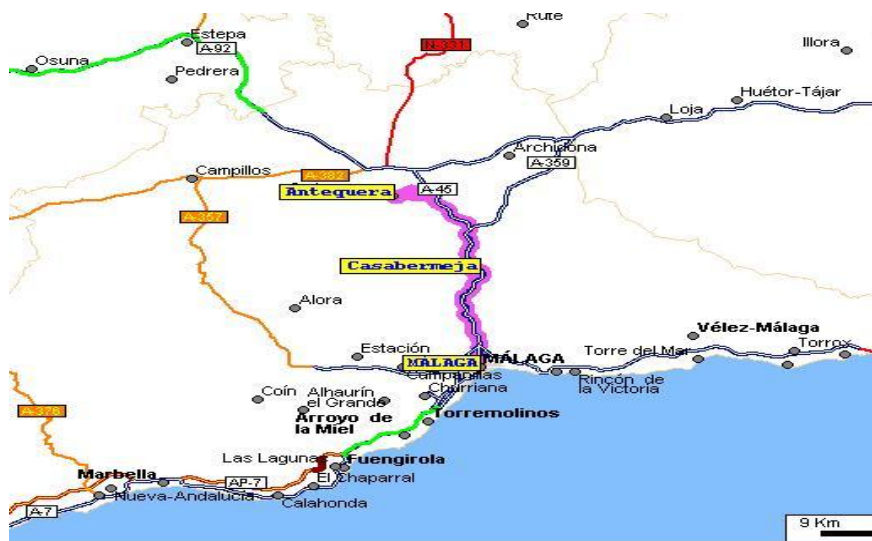 Rute
Estepa
N-331
Illora
A-92
Osuna
Pedrera
Huétor-Tájar
Loja
Archidona
A-359
Campillos
A-382
Antequera
A-45
A-357
Casabermeja
Alora
Vélez-Málaga
Estación
Torre del Mar
Torrox
MÁLAGA
MÁLAGA
Campanillas
Rincón de
la Victoria
Coín
Alhaurín
el Grande
Churriana
A-376
Arroyo de
la Miel
Torremolinos
Las Lagunas
Fuengirola
Marbella
El Chaparral
AP-7
Nueva-Andalucía
Calahonda
A-7
9 Km